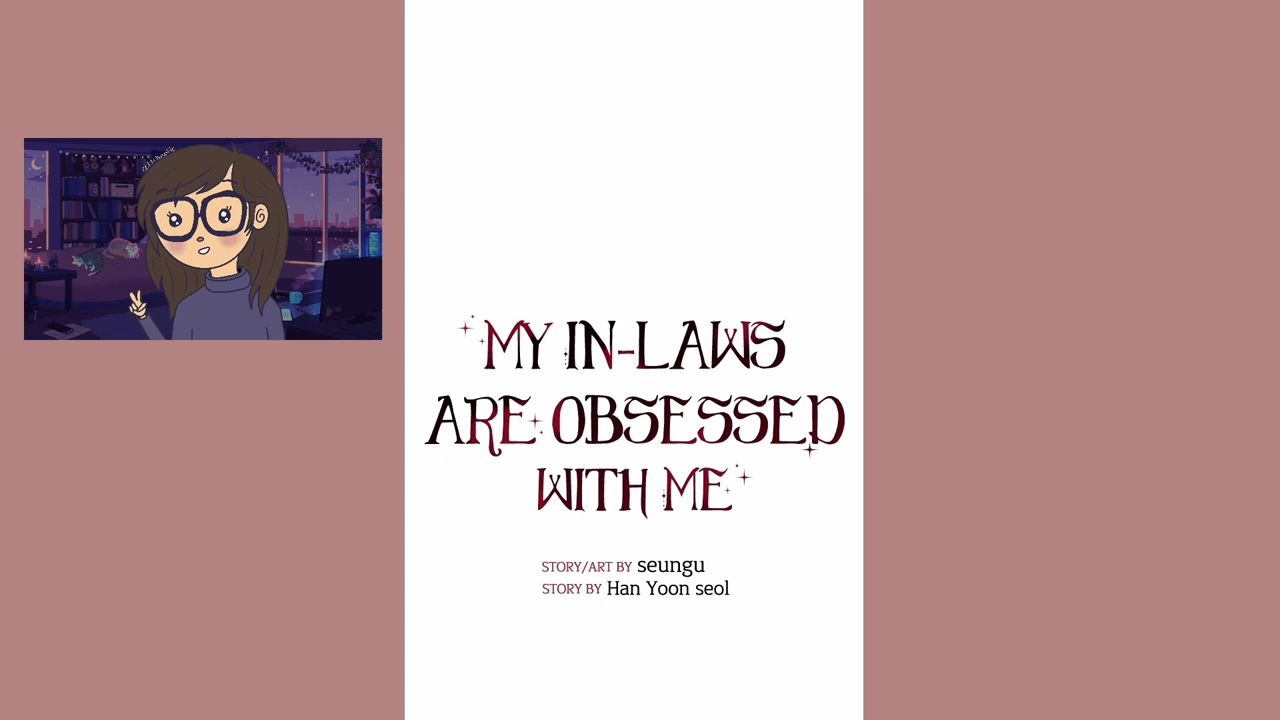 MY IN-LAWS
ARE OBSESSED
WITH ME
STORY/ART BY seungu
STORY BY Han Yoon seol